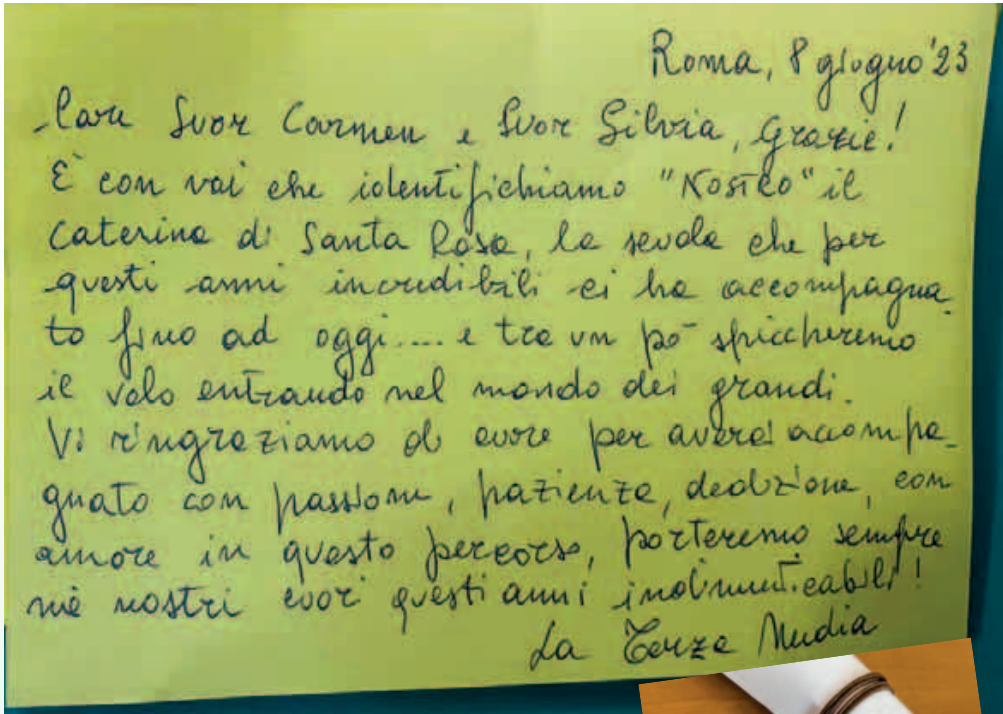 Roma, 8 giugno '23
Care Suor Carmen e Suor Silvia, grazie!
È con voi che identifichiamo "Nostro" il
Caterina di Santa Rosa, la scuola che per
questi anni incredibili ci ha accompagna
to fino ad oggi.... e tra un pò spiccheremo
il volo entrando nel mondo dei grandi.
Vi ringraziamo di cuore per averci accompa_
gnato con passione, pazienza, dedizione, con
amore in questo percorso, porteremo sempre
nei nostri cuori questi anni indimenticabili!
La Terza Media